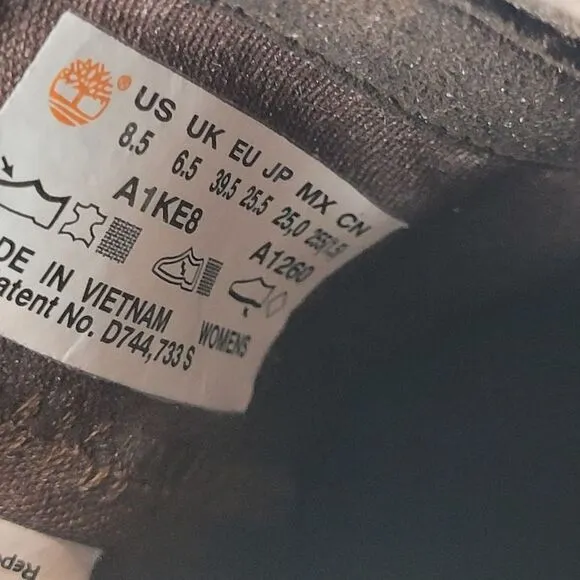 ®
US UK EU JP MX CN
8.5 6.5 39.5 25.5 25,0
A1KE8 A1260
DE IN VIETNAM
atent No. D744,733 S WOMENS
Rep